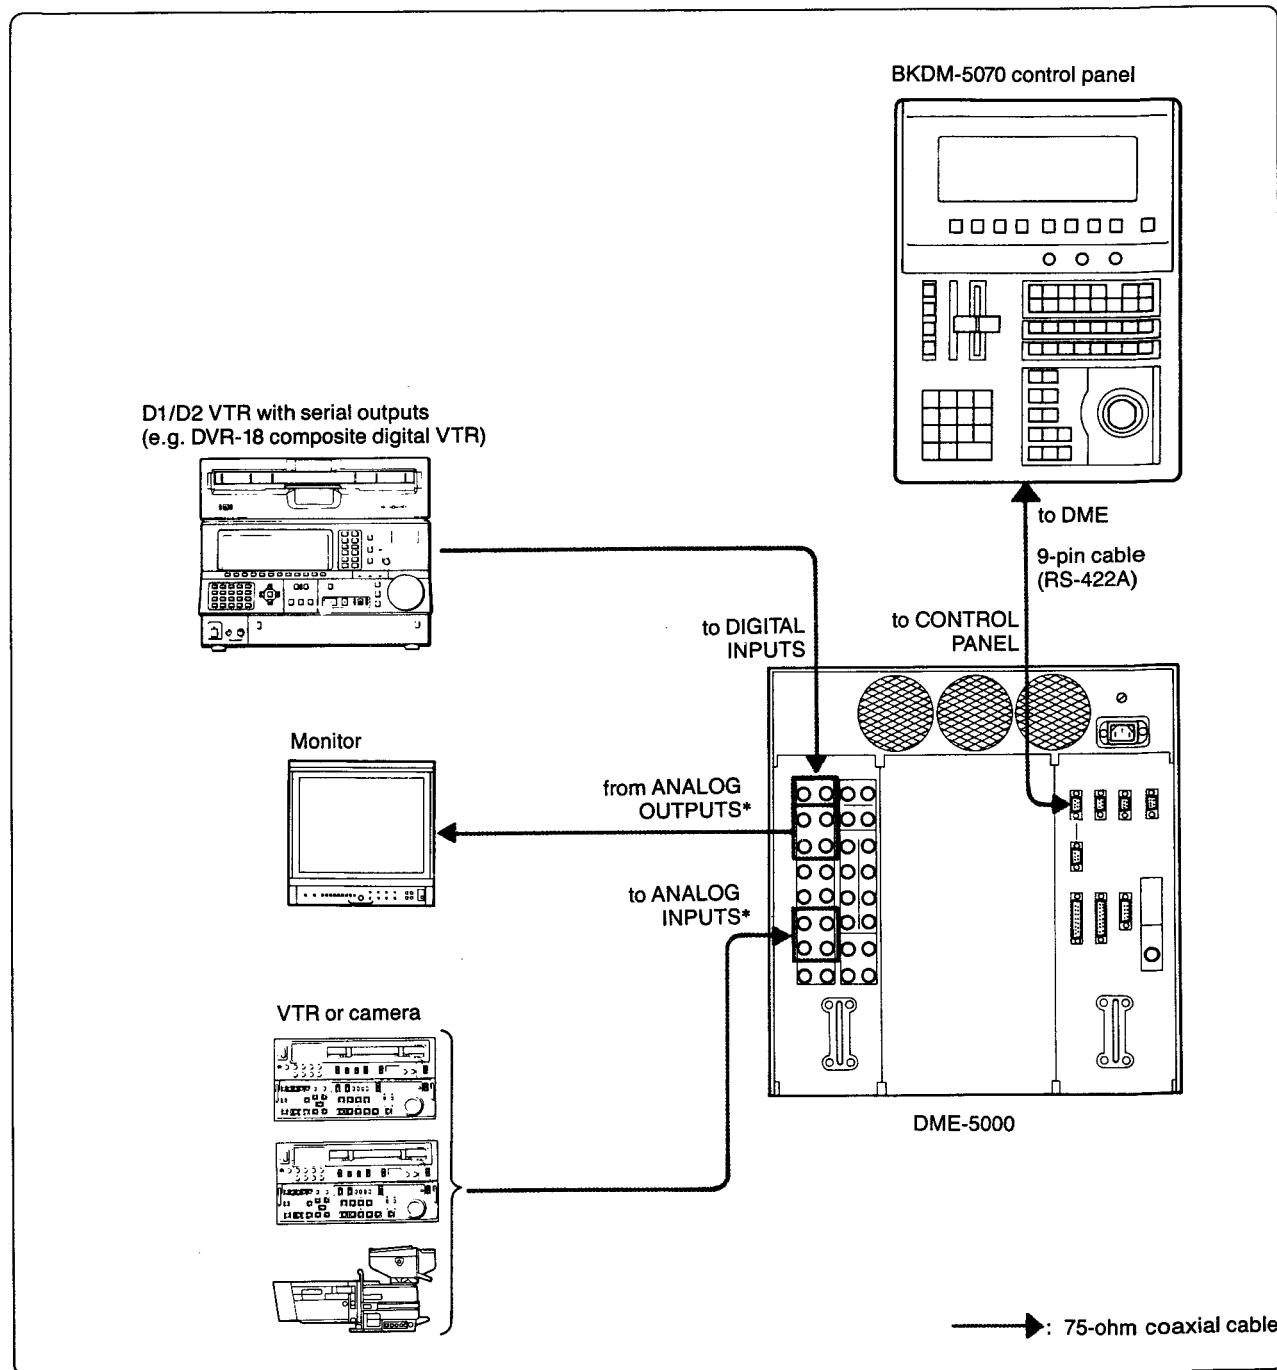 BKDM-5070 control panel
D1/D2 VTR with serial outputs
(e.g. DVR-18 composite digital VTR)
to DME
9-pin cable
(RS-422A)
to DIGITAL
INPUTS
to CONTROL
PANEL
Monitor
from ANALOG
OUTPUTS*
to ANALOG
INPUTS*
VTR or camera
DME-5000
: 75-ohm coaxial cable